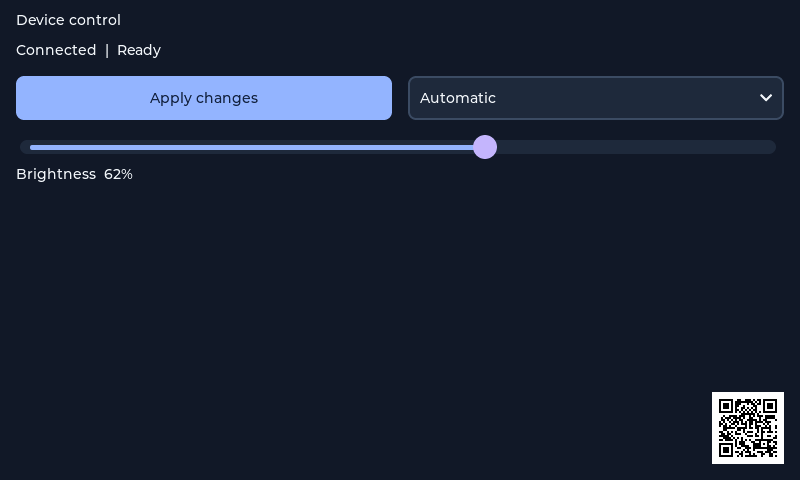 Device control
Connected | Ready
Apply changes
Automatic
Brightness 62%